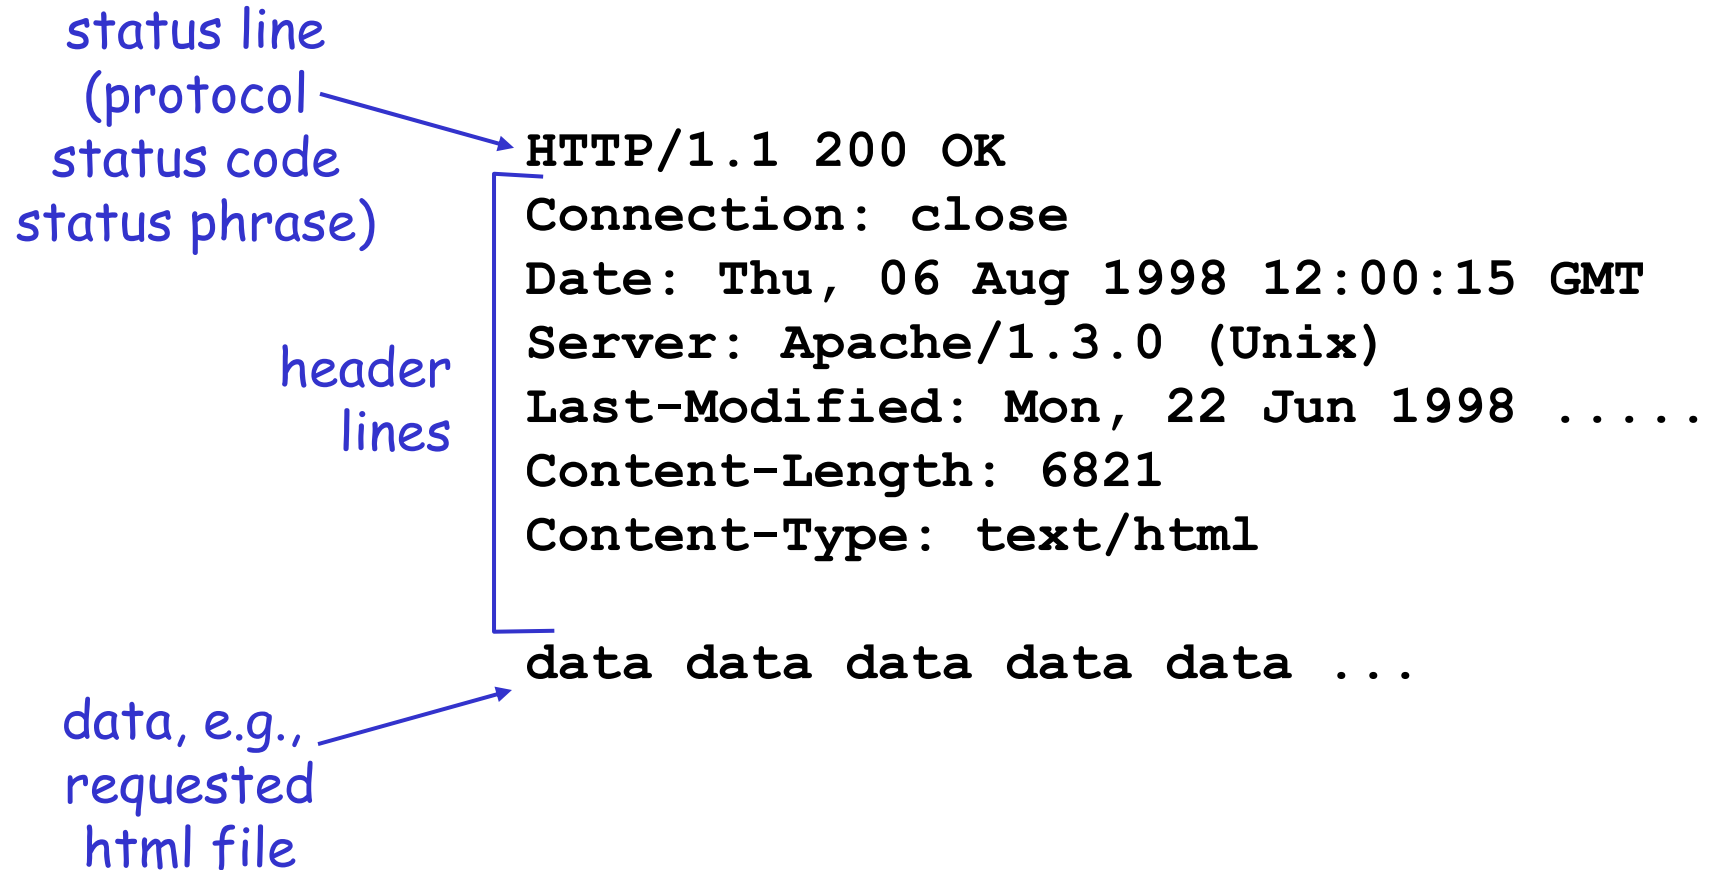 status line
(protocol
status code
status phrase)
HTTP/1.1 200 OK
Connection: close
Date: Thu, 06 Aug 1998 12:00:15 GMT
Server: Apache/1.3.0 (Unix)
Last-Modified: Mon, 22 Jun 1998 .....
Content-Length: 6821
Content-Type: text/html
header
lines
data data data data data ...
data, e.g.,
requested
html file